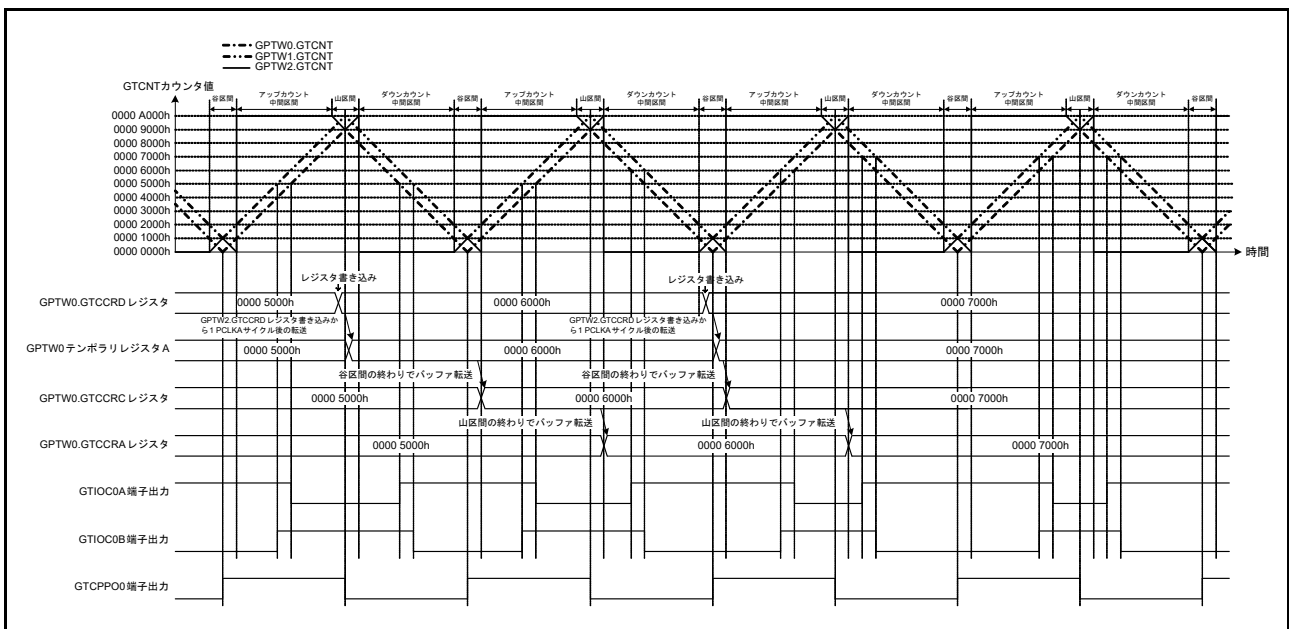 GPTW0.GTCNT
GPTW1.GTCNT
GPTW2.GTCNT
GTCNTカウンタ値
谷区間
アップカウント
中間区間
山区間
ダウンカウント
中間区間
谷区間
アップカウント
中間区間
山区間
ダウンカウント
中間区間
谷区間
アップカウント
中間区間
山区間
ダウンカウント
中間区間
谷区間
アップカウント
中間区間
山区間
ダウンカウント
中間区間
谷区間
0000 A000h
0000 9000h
0000 8000h
0000 7000h
0000 6000h
0000 5000h
0000 4000h
0000 3000h
0000 2000h
0000 1000h
0000 0000h
時間
レジスタ書き込み
レジスタ書き込み
GPTW0.GTCCRDレジスタ
0000 5000h
0000 6000h
0000 7000h
GPTW2.GTCCRDレジスタ書き込みか
ら1 PCLKAサイクル後の転送
GPTW2.GTCCRDレジスタ書き込みか
ら1 PCLKAサイクル後の転送
GPTW0テンポラリレジスタA
0000 5000h
0000 6000h
0000 7000h
谷区間の終わりでバッファ転送
谷区間の終わりでバッファ転送
GPTW0.GTCCRCレジスタ
0000 5000h
0000 6000h
0000 7000h
山区間の終わりでバッファ転送
山区間の終わりでバッファ転送
GPTW0.GTCCRAレジスタ
0000 5000h
0000 6000h
0000 7000h
GTIOC0A端子出力
GTIOC0B端子出力
GTCPPO0端子出力